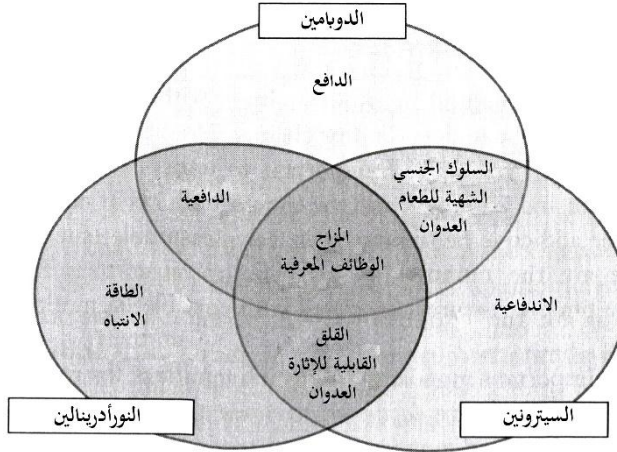 الدوبامين
الدافع
السلوك الجنسي
الشهية للطعام
العدوان
الدافعية
المزاج
الوظائف المعرفية
الطاقة
الانتباه
الاندفاعية
القلق
القابلية للإثارة
العدوان
السيترونين
النورأدرينالين